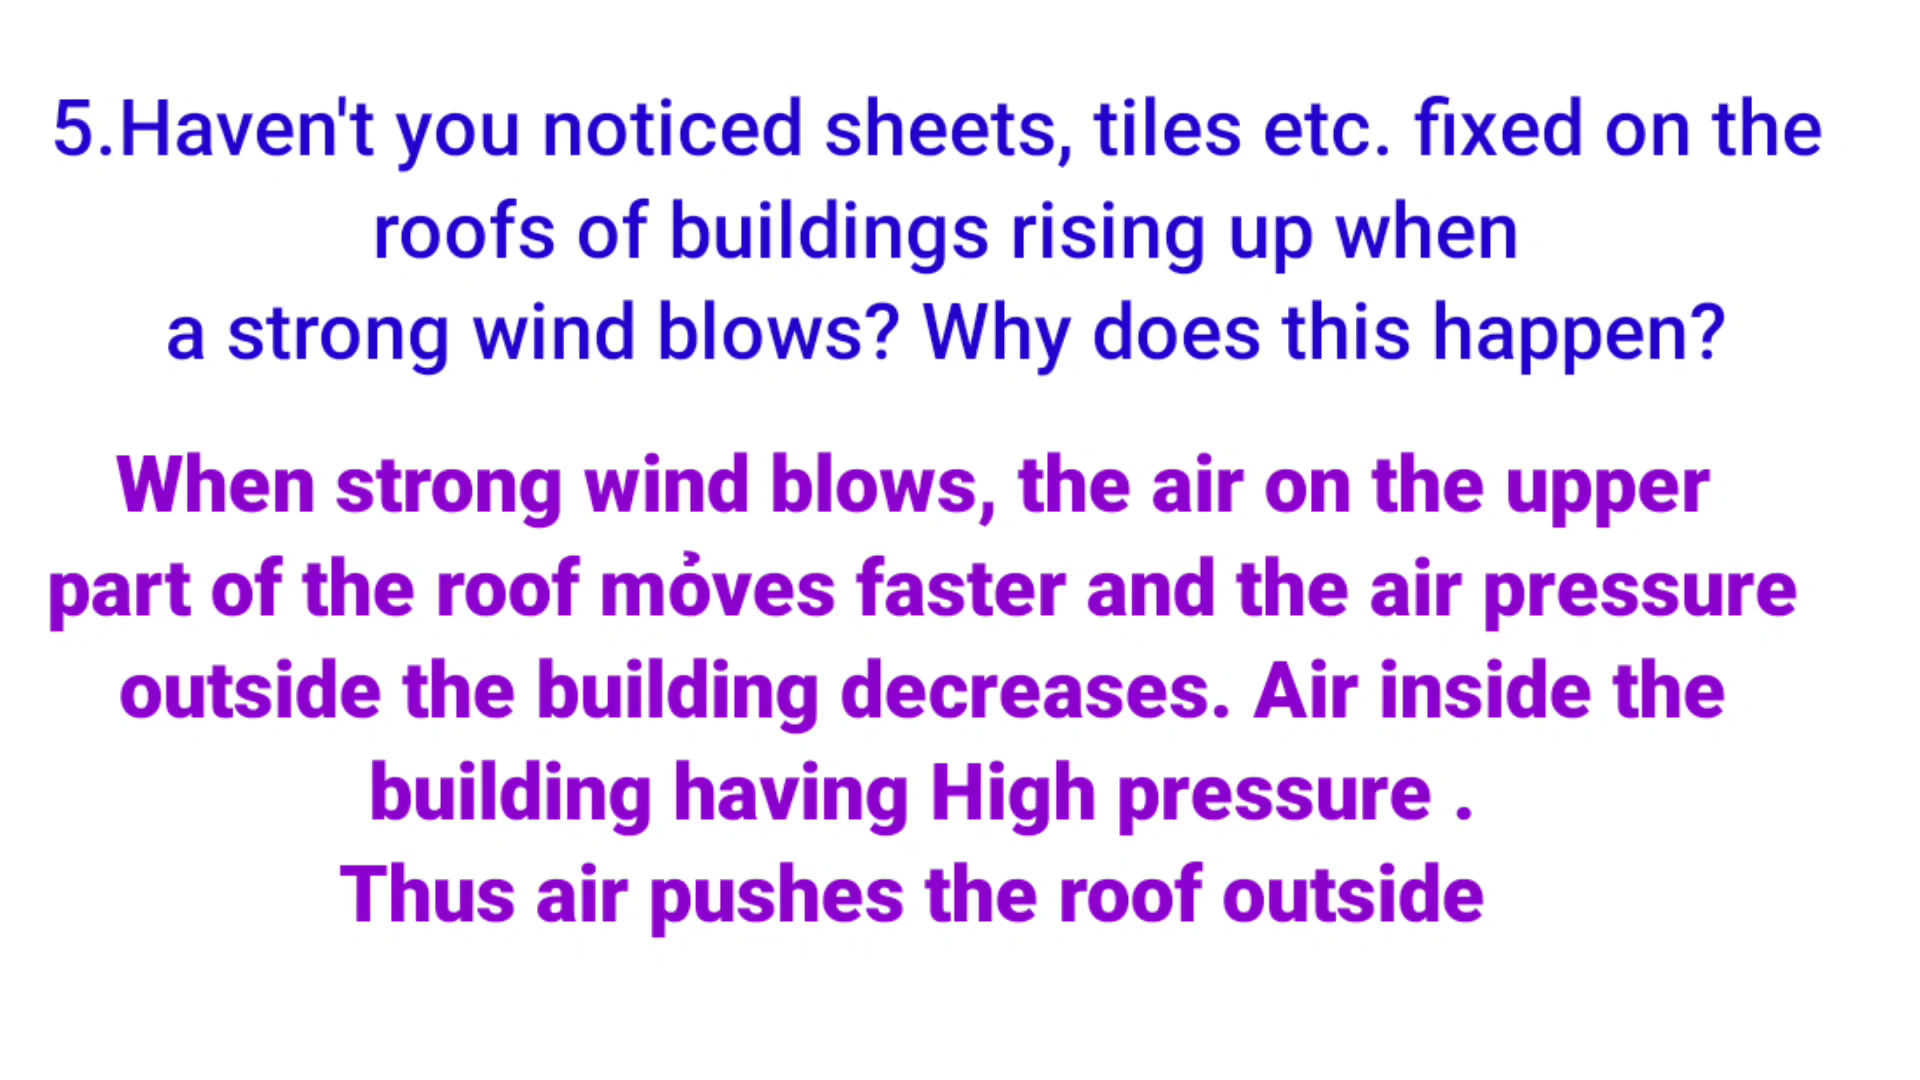 5.Haven't you noticed sheets, tiles etc. fixed on the
roofs of buildings rising up when
a strong wind blows? Why does this happen?
When strong wind blows, the air on the upper
part of the roof mỏves faster and the air pressure
outside the building decreases. Air inside the
building having High pressure .
Thus air pushes the roof outside